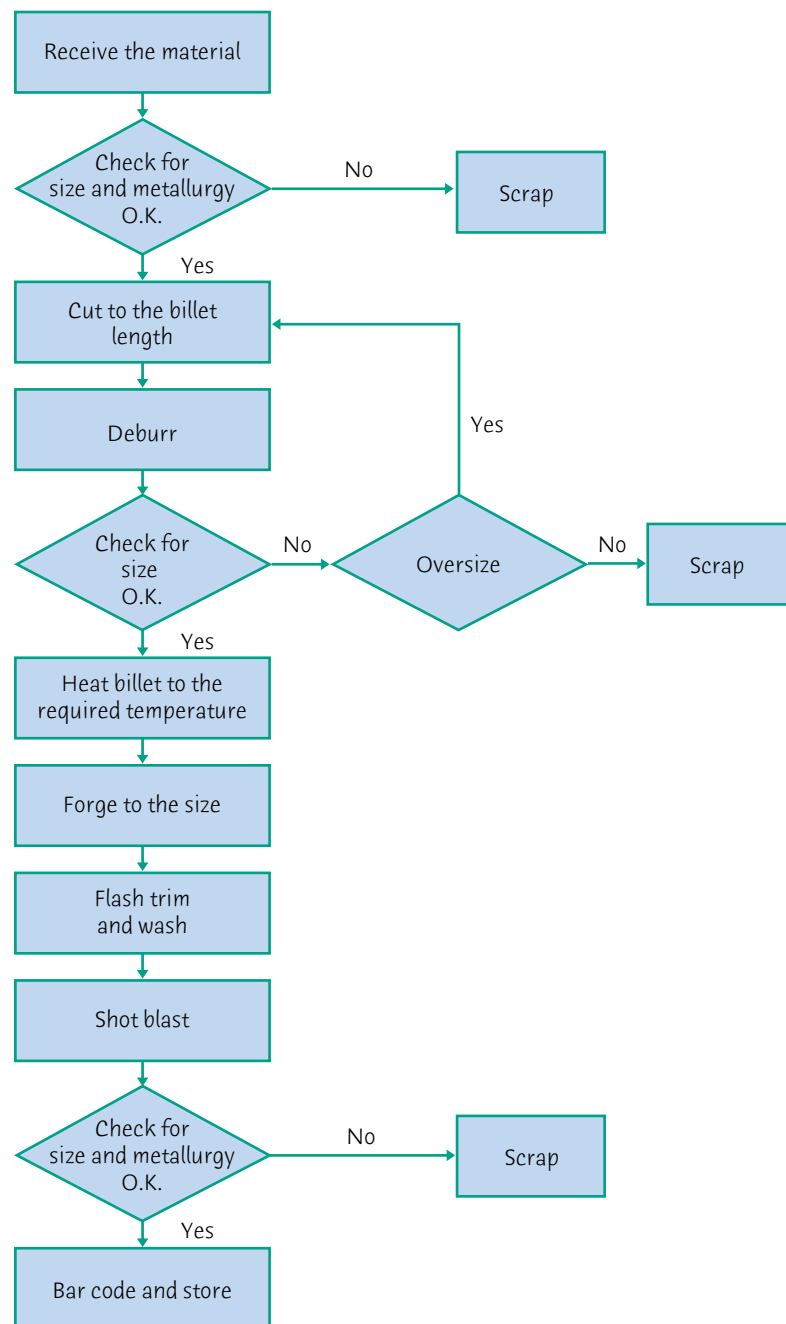 Receive the material
Check for
size and metallurgy
O.K.
No
Scrap
Yes
Cut to the billet
length
Deburr
Yes
Check for
size
O.K.
No
Oversize
No
Scrap
Yes
Heat billet to the
required temperature
Forge to the size
Flash trim
and wash
Shot blast
Check for
size and metallurgy
O.K.
No
Scrap
Yes
Bar code and store